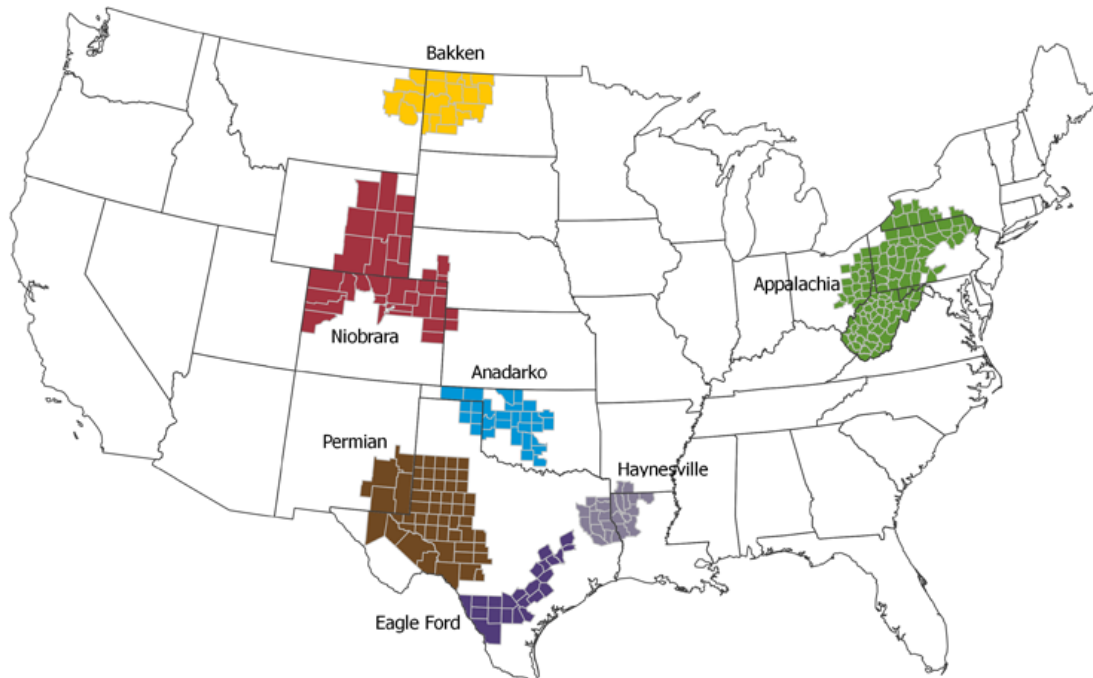 Bakken
Appalachia
Niobrara
Anadarko
Permian
Haynesville
Eagle Ford